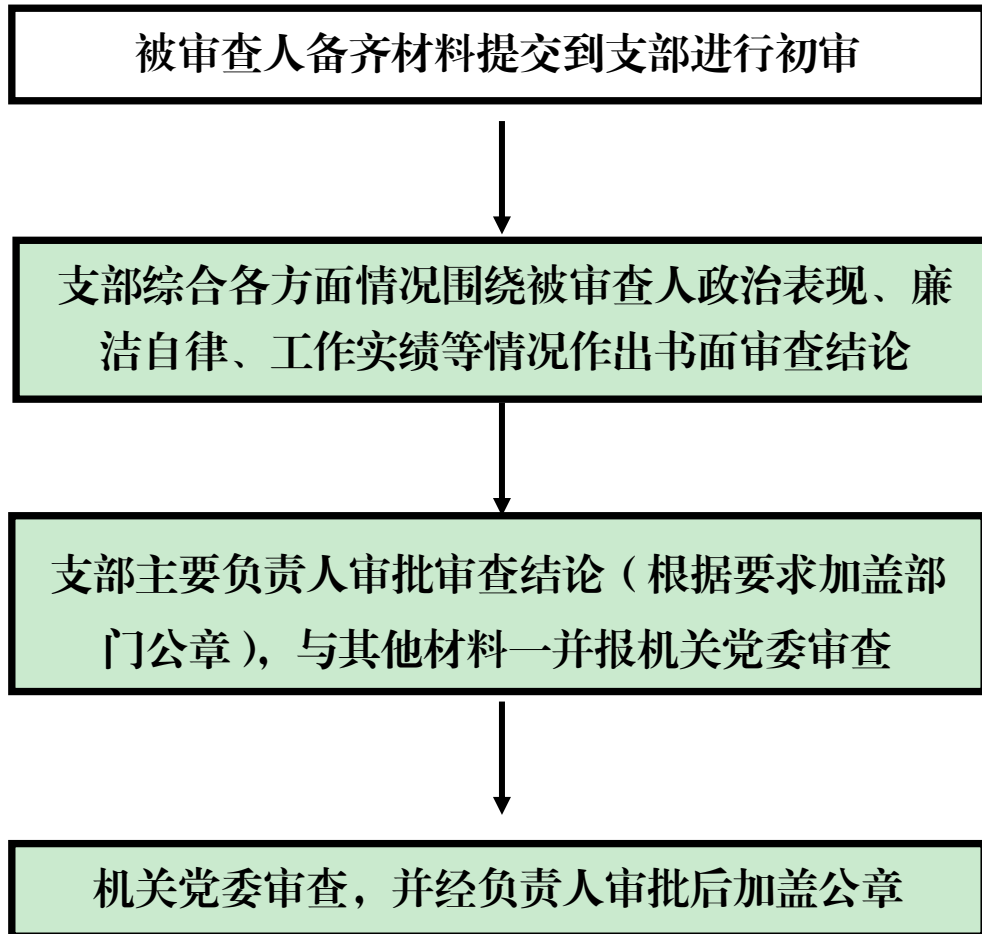 被审查人备齐材料提交到支部进行初审
支部综合各方面情况围绕被审查人政治表现、廉
洁自律、工作实绩等情况作出书面审查结论
支部主要负责人审批审查结论（根据要求加盖部
门公章），与其他材料一并报机关党委审查
机关党委审查，并经负责人审批后加盖公章